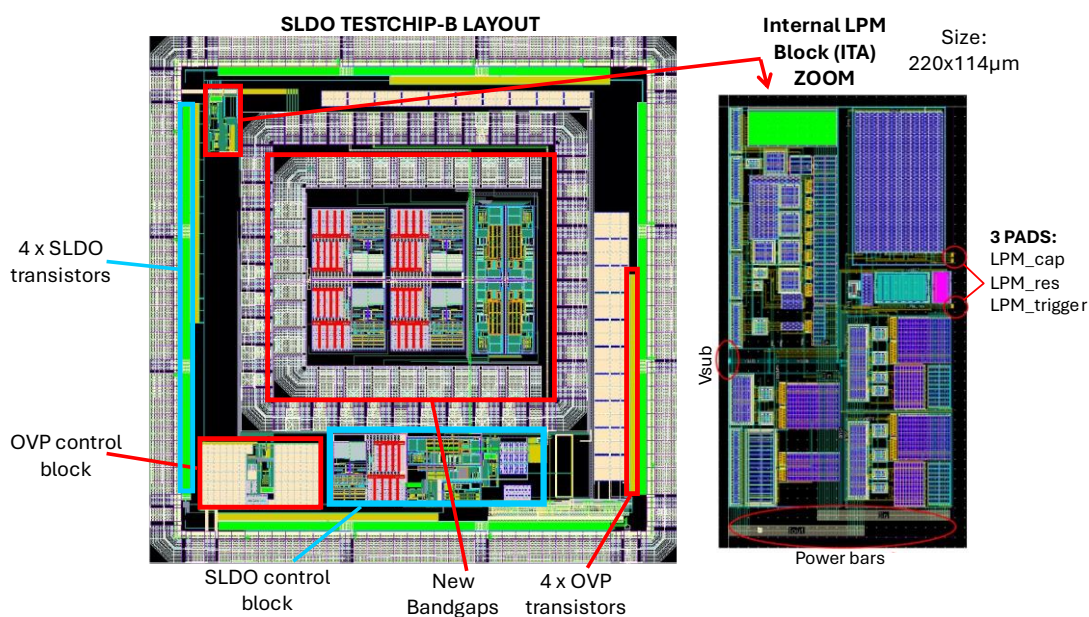 SLDO TESTCHIP-B LAYOUT
Internal LPM
Block (ITA)
ZOOM
Size:
220x114µm
4 x SLDO
transistors
3 PADS:
LPM_cap
LPM_res
LPM_trigger
Vsub
OVP control
block
SLDO control
block
New
Bandgaps
4 x OVP
transistors
Power bars